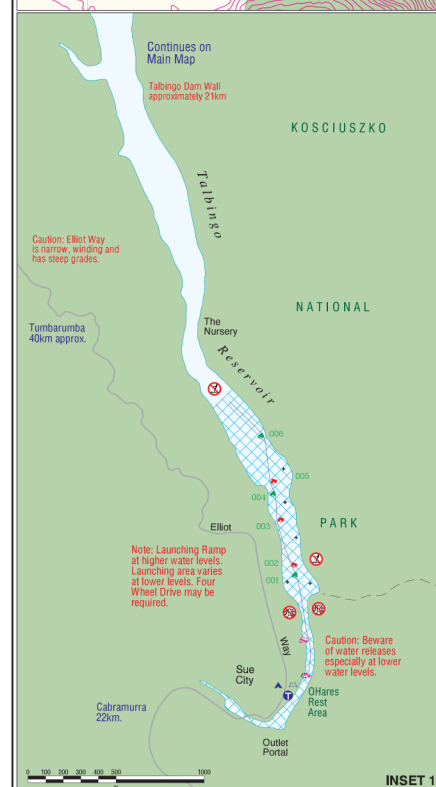 Continues on
Main Map
Talbingo Dam Wall
approximately 21km
KOSCIUSZKO
Talbingo
Caution: Elliot Way
is narrow, winding and
has steep grades.
NATIONAL
Tumbarumba
40km approx.
The
Nursery
Reservoir
006
005
004
003
PARK
Elliot
Note: Launching Ramp
at higher water levels.
Launching area varies
at lower levels. Four
Wheel Drive may be
required.
002
001
Way
Caution: Beware
of water releases
especially at lower
water levels.
Sue
City
T
OHares
Rest
Area
Cabramurra
22km.
Outlet
Portal
0 100 200 300 400 500 1000
INSET 1